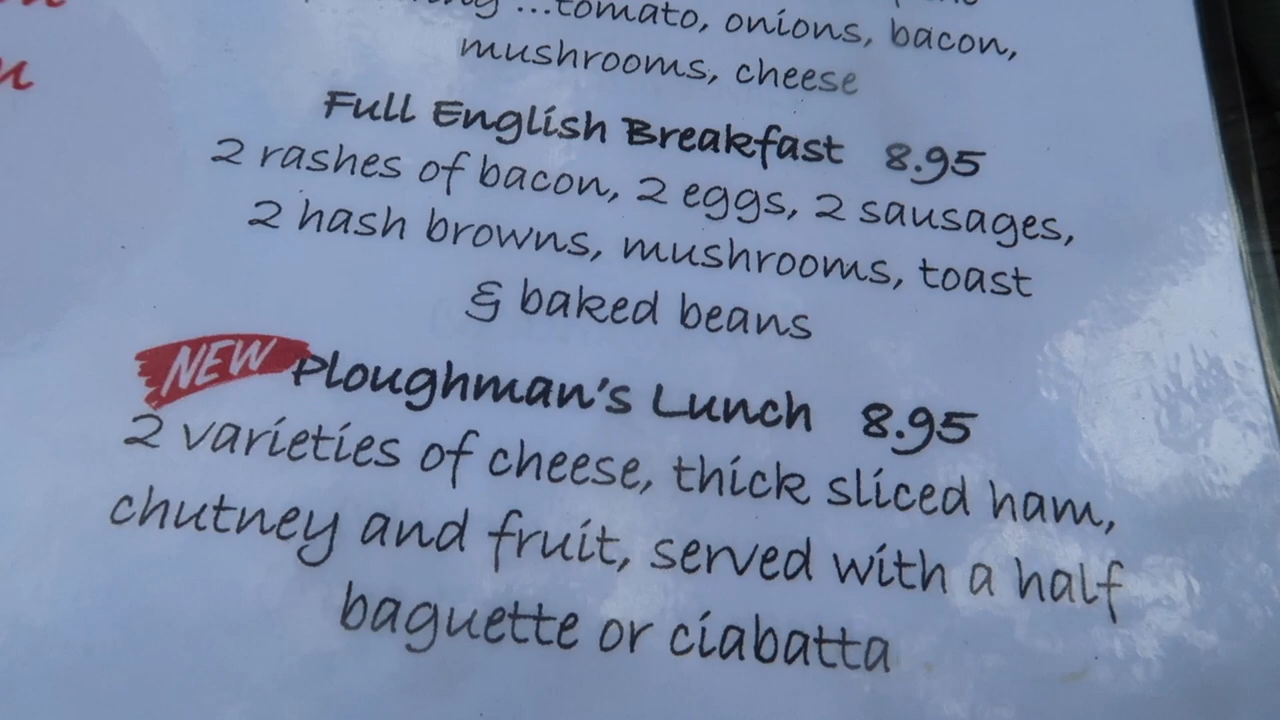 ...tomato, onions, bacon,
mushrooms, cheese
Full English Breakfast 8.95
2 rashes of bacon, 2 eggs, 2 sausages,
2 hash browns, mushrooms, toast
& baked beans
NEW Ploughman's Lunch 8.95
2 varieties of cheese, thick sliced ham,
chutney and fruit, served with a half
baguette or ciabatta